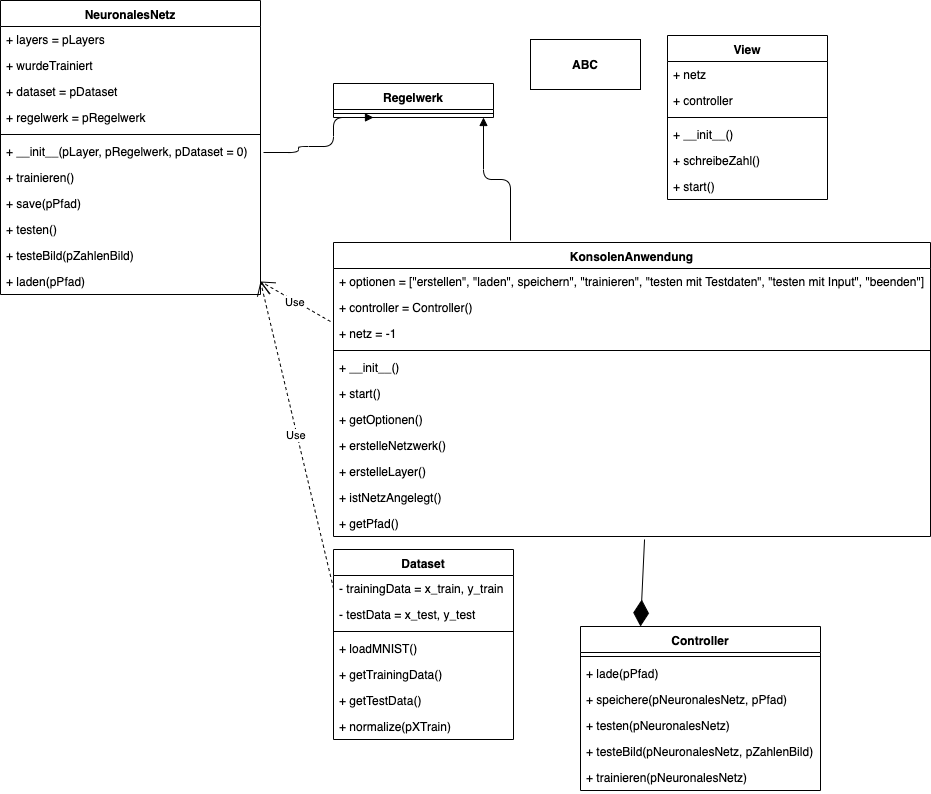 NeuronalesNetz
+ layers = pLayers
+ wurdeTrainiert
+ dataset = pDataset
+ regelwerk = pRegelwerk
+ __init__(pLayer, pRegelwerk, pDataset = 0)
+ trainieren()
+ save(pPfad)
+ testen()
+ testeBild(pZahlenBild)
+ laden(pPfad)
Regelwerk
ABC
View
+ netz
+ controller
+ __init__()
+ schreibeZahl()
+ start()
KonsolenAnwendung
+ optionen = ["erstellen", "laden", speichern", "trainieren", "testen mit Testdaten", "testen mit Input", "beenden"]
+ controller = Controller()
+ netz = -1
+ __init__()
+ start()
+ getOptionen()
+ erstelleNetzwerk()
+ erstelleLayer()
+ istNetzAngelegt()
+ getPfad()
Use
Use
Dataset
- trainingData = x_train, y_train
- testData = x_test, y_test
+ loadMNIST()
+ getTrainingData()
+ getTestData()
+ normalize(pXTrain)
Controller
+ lade(pPfad)
+ speichere(pNeuronalesNetz, pPfad)
+ testen(pNeuronalesNetz)
+ testeBild(pNeuronalesNetz, pZahlenBild)
+ trainieren(pNeuronalesNetz)